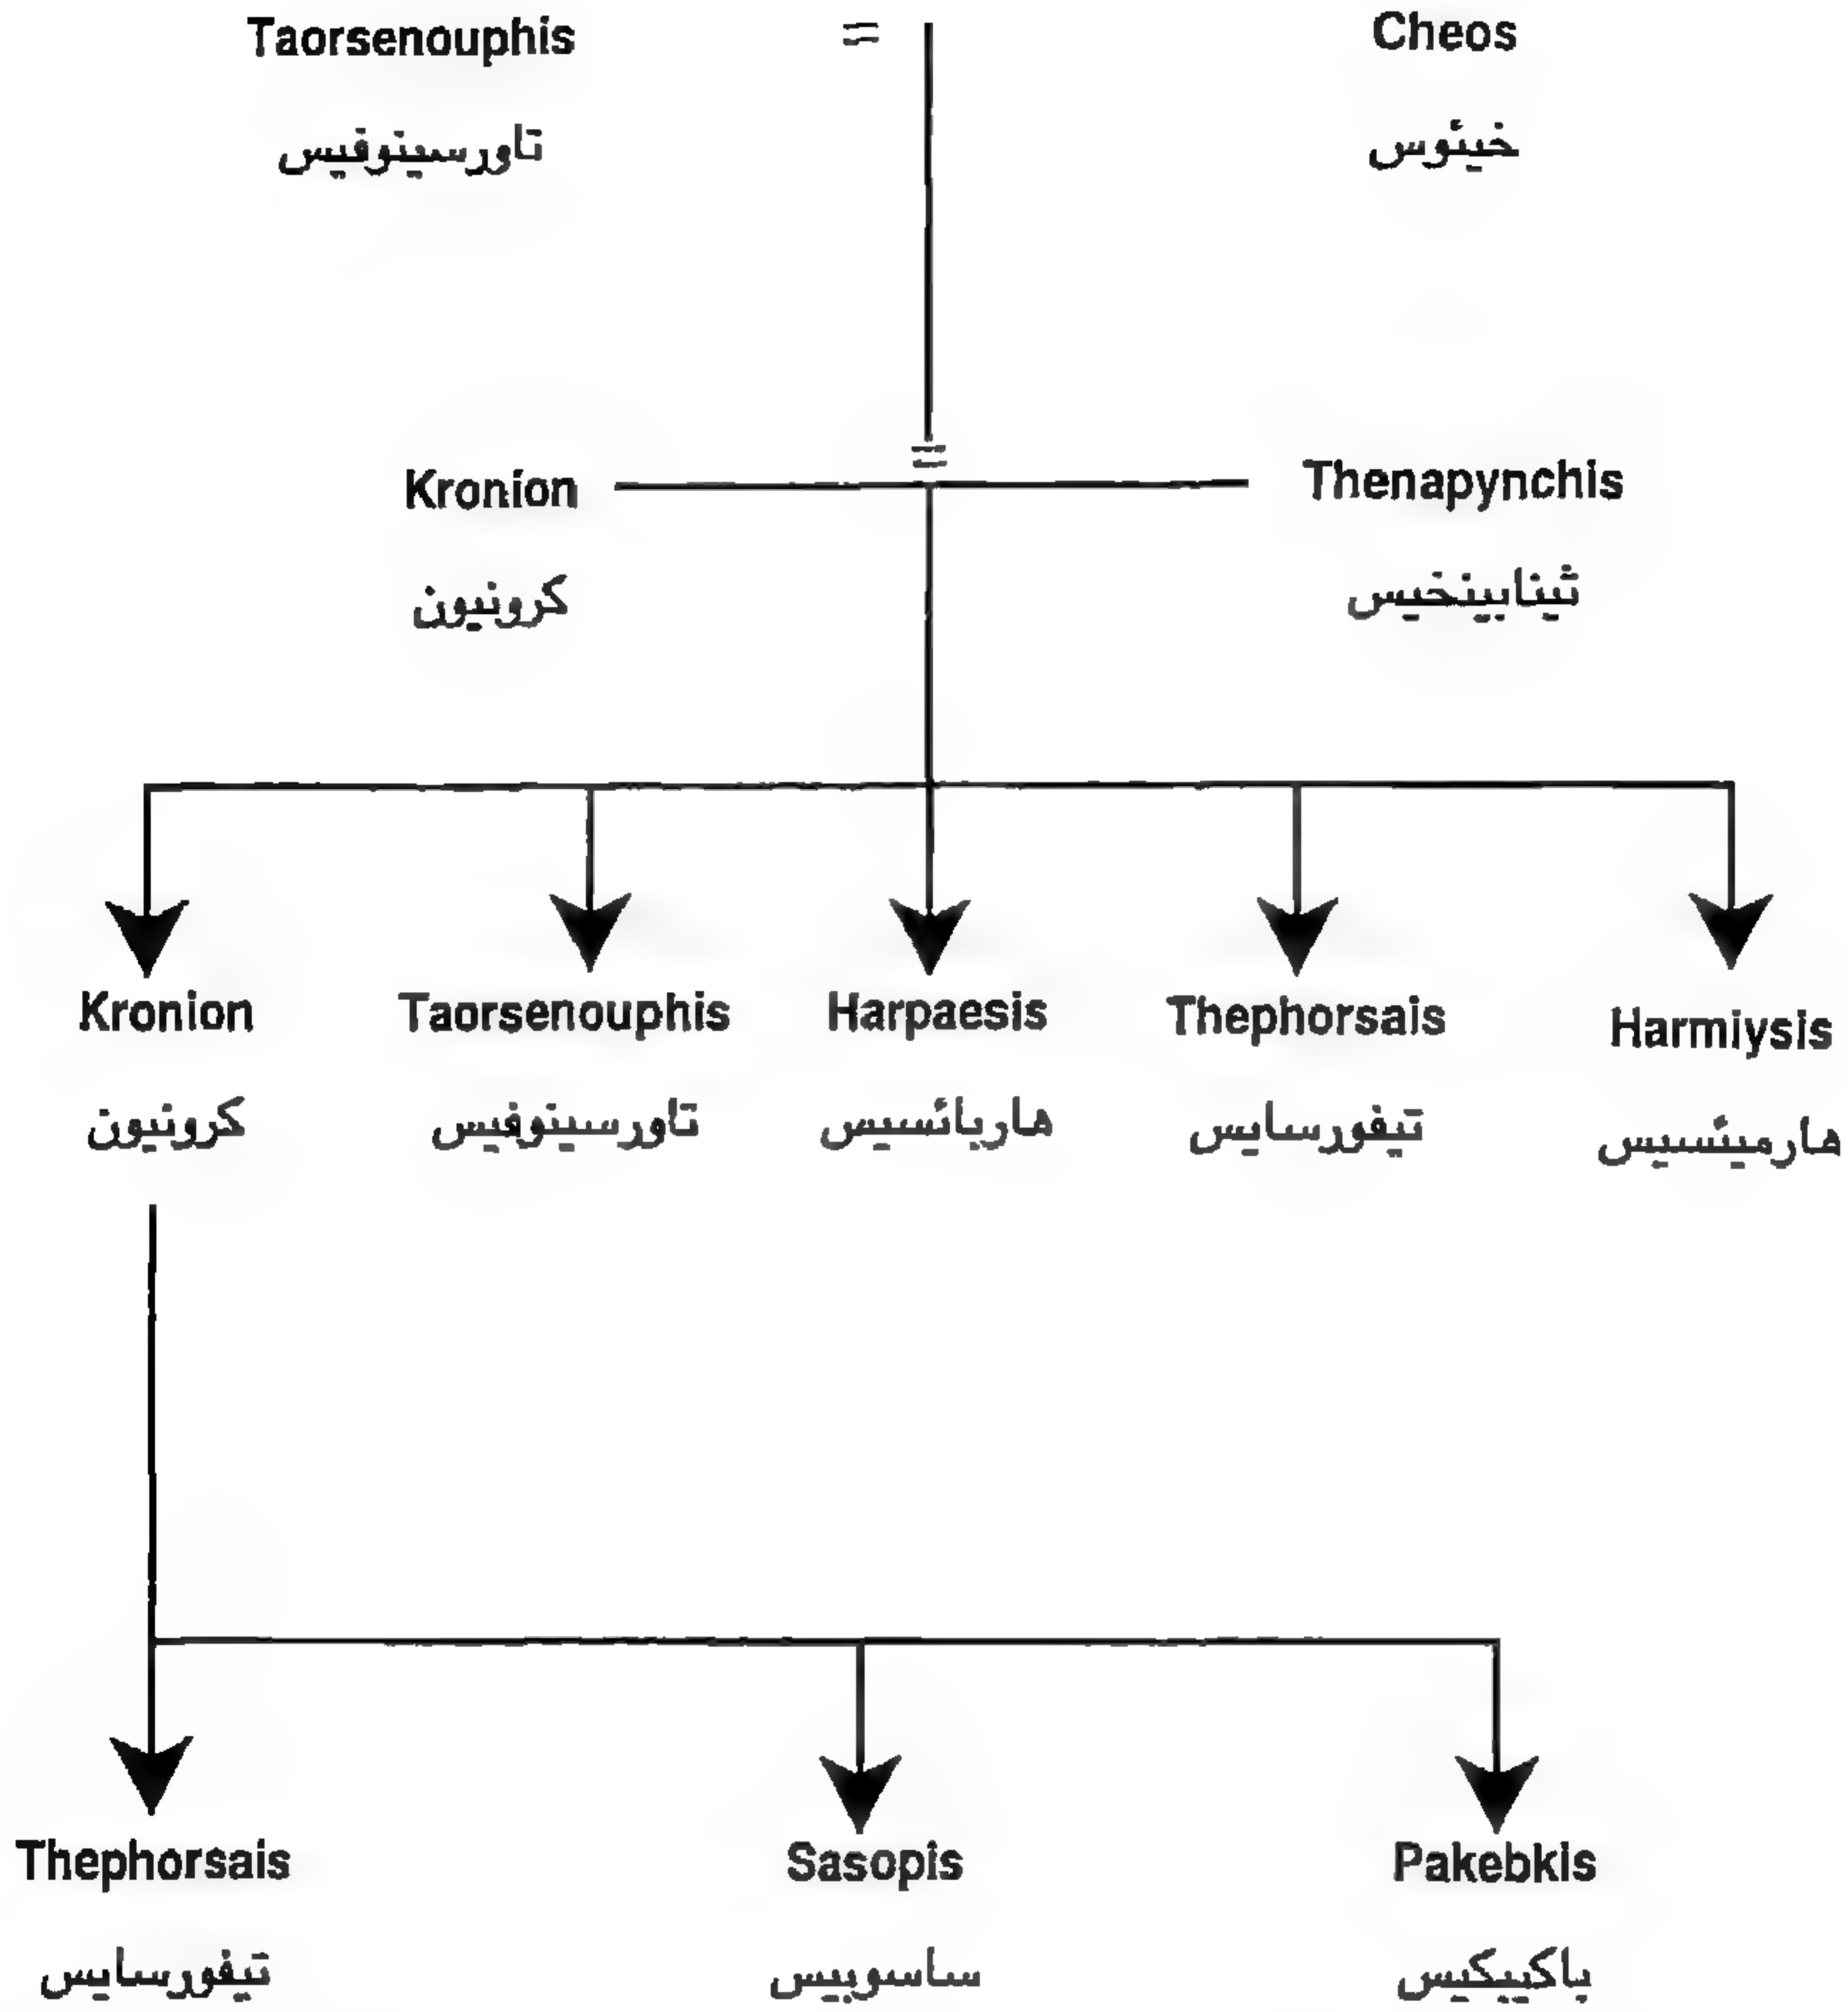 Taorsenouphis = Cheos
تاورسينوفيس خيئوس
=
Kronion Thenapynchis
كرونيون ثينابينخيس
Kronion Taorsenouphis Harpaesis Thephorsais Harmiysis
كرونيون تاورسينوفيس هاربائسيس تيفورسايس هارميئسيس
Thephorsais Sasopis Pakebkis
تيفورسايس ساسوبيس باكيبكيس